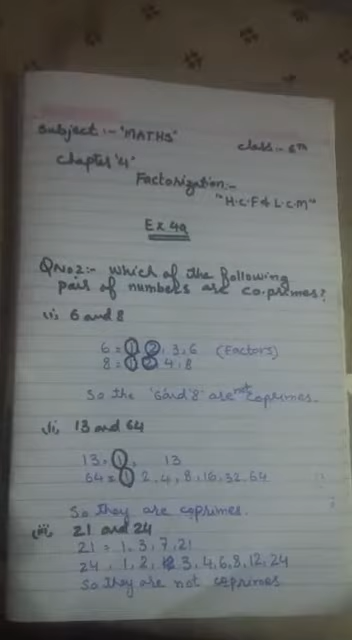 Subject :- "MATHS"
Class :- 6th
Chapter "4"
Factorization :-
"H.C.F & L.C.M"
Ex 4a
QNo2:- Which of the following
pair of numbers are co-primes?
(i) 6 and 8
6 = 1, 2, 3, 6 (Factors)
8 = 1, 2, 4, 8
So the '6and'8' are not coprimes.
(ii) 13 and 64
13 = 1, 13
64 = 1 2, 4, 8, 16, 32, 64
So they are coprimes.
(iii) 21 and 24
21 = 1, 3, 7, 21
24 = 1, 2, 3, 4, 6, 8, 12, 24
So they are not coprimes